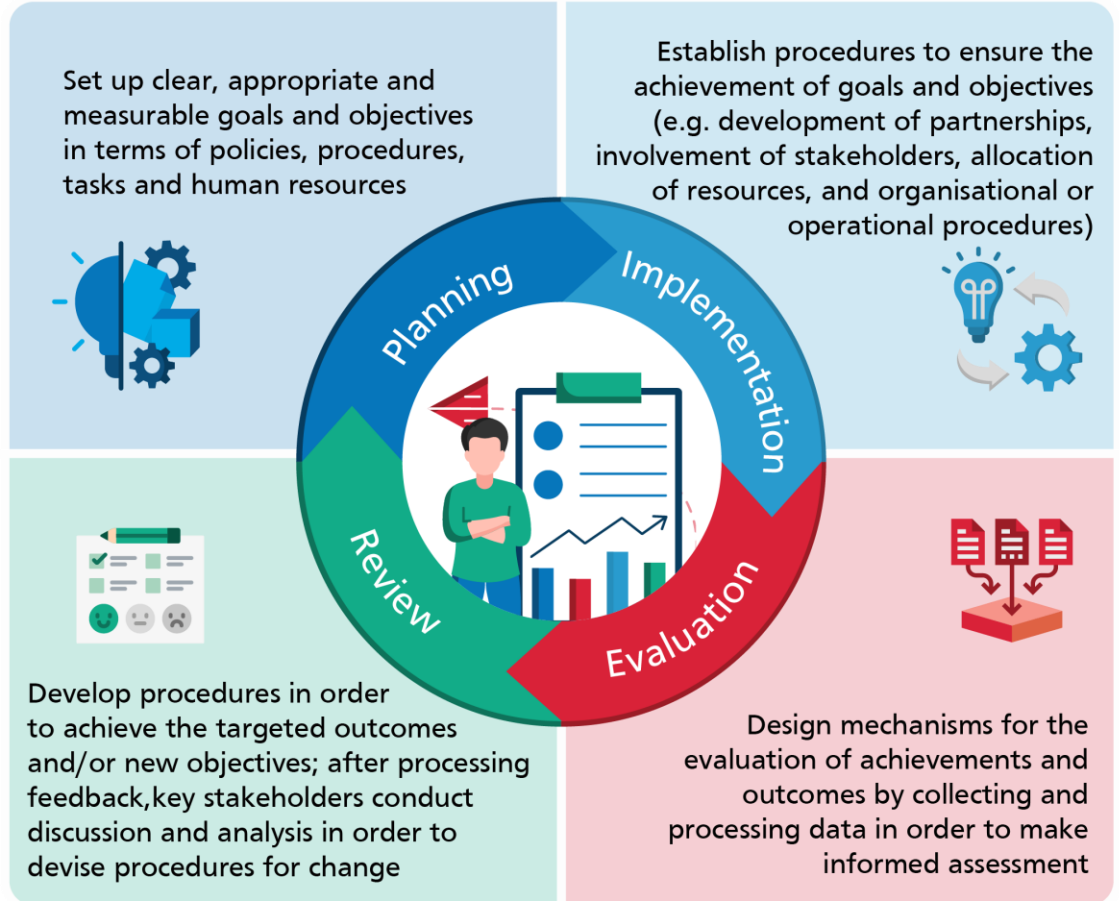 Set up clear, appropriate and
measurable goals and objectives
in terms of policies, procedures,
tasks and human resources
Establish procedures to ensure the
achievement of goals and objectives
(e.g. development of partnerships,
involvement of stakeholders, allocation
of resources, and organisational or
operational procedures)
Planning
Implementation
Review
Evaluation
Develop procedures in order
to achieve the targeted outcomes
and/or new objectives; after processing
feedback,key stakeholders conduct
discussion and analysis in order to
devise procedures for change
Design mechanisms for the
evaluation of achievements and
outcomes by collecting and
processing data in order to make
informed assessment